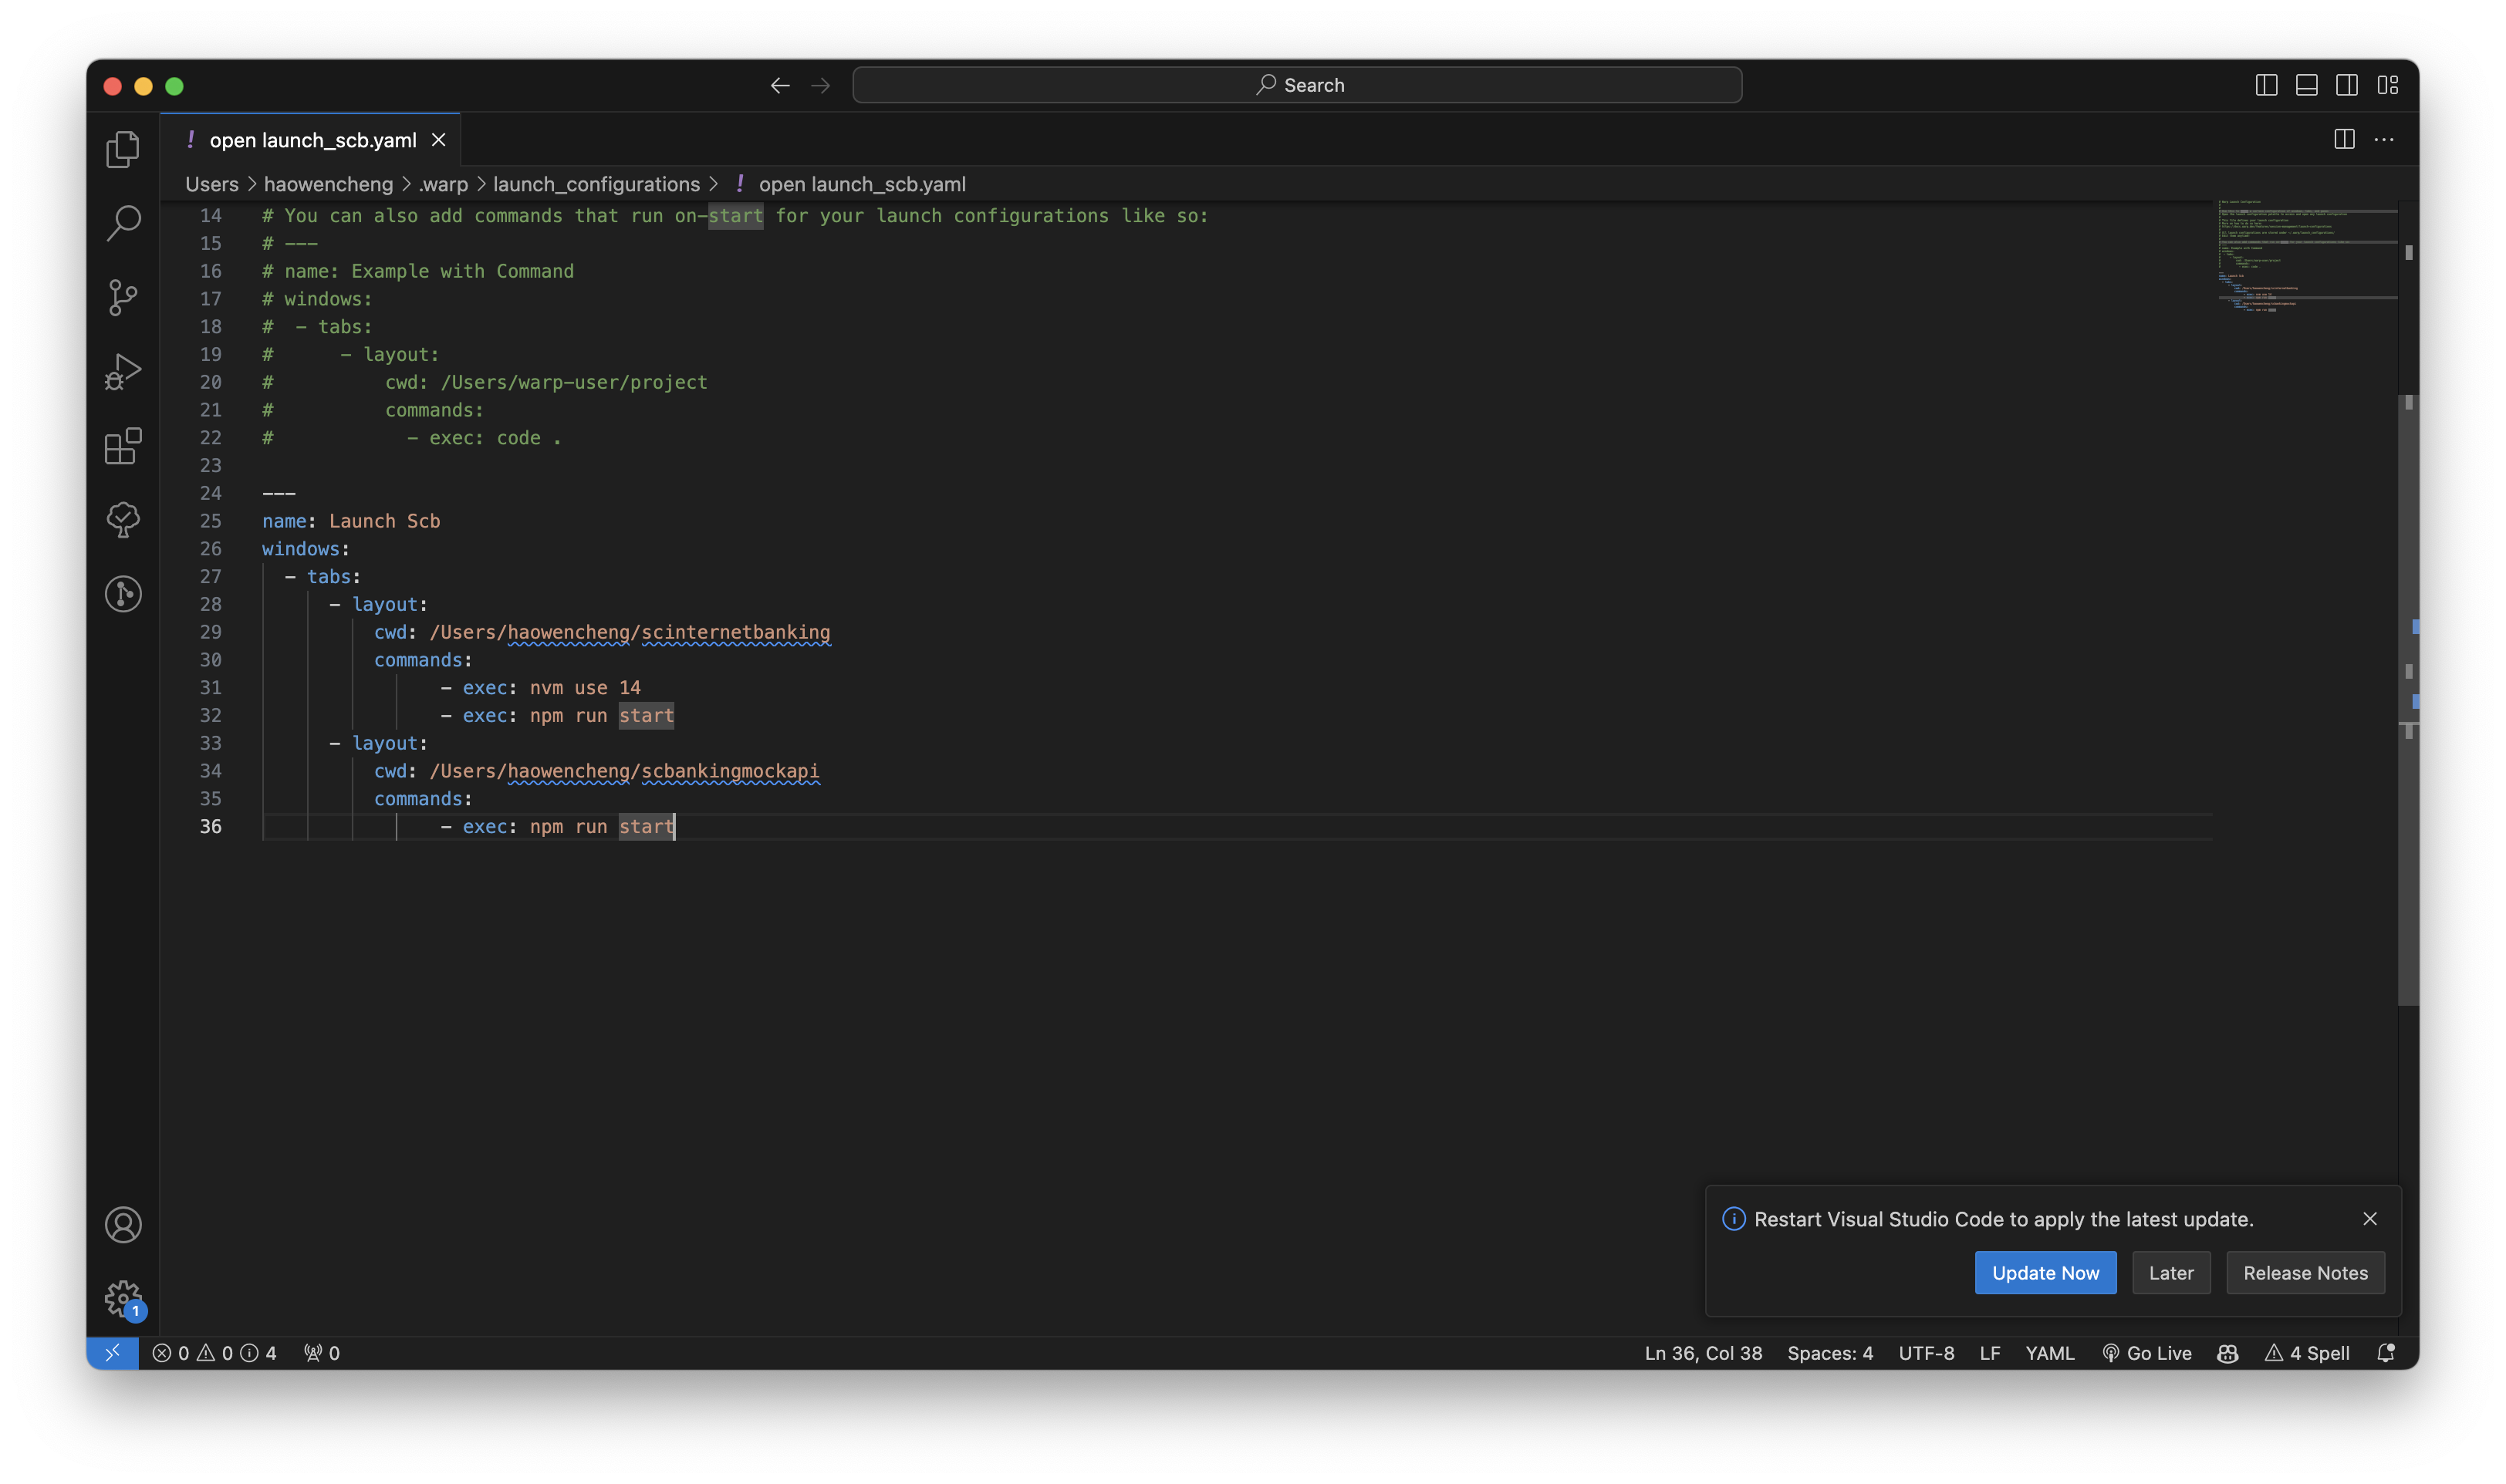 Search
! open launch_scb.yaml
Users > haowencheng > .warp > launch_configurations > ! open launch_scb.yaml
14 # You can also add commands that run on-start for your launch configurations like so:
15 # ---
16 # name: Example with Command
17 # windows:
18 #  - tabs:
19 #      - layout:
20 #          cwd: /Users/warp-user/project
21 #          commands:
22 #            - exec: code .
23
24 ---
25 name: Launch Scb
26 windows:
27   - tabs:
28       - layout:
29           cwd: /Users/haowencheng/scinternetbanking
30           commands:
31                 - exec: nvm use 14
32                 - exec: npm run start
33       - layout:
34           cwd: /Users/haowencheng/scbankingmockapi
35           commands:
36                 - exec: npm run start
Restart Visual Studio Code to apply the latest update.
Update Now Later Release Notes
1
0 0 4 0 Ln 36, Col 38 Spaces: 4 UTF-8 LF YAML Go Live 4 Spell